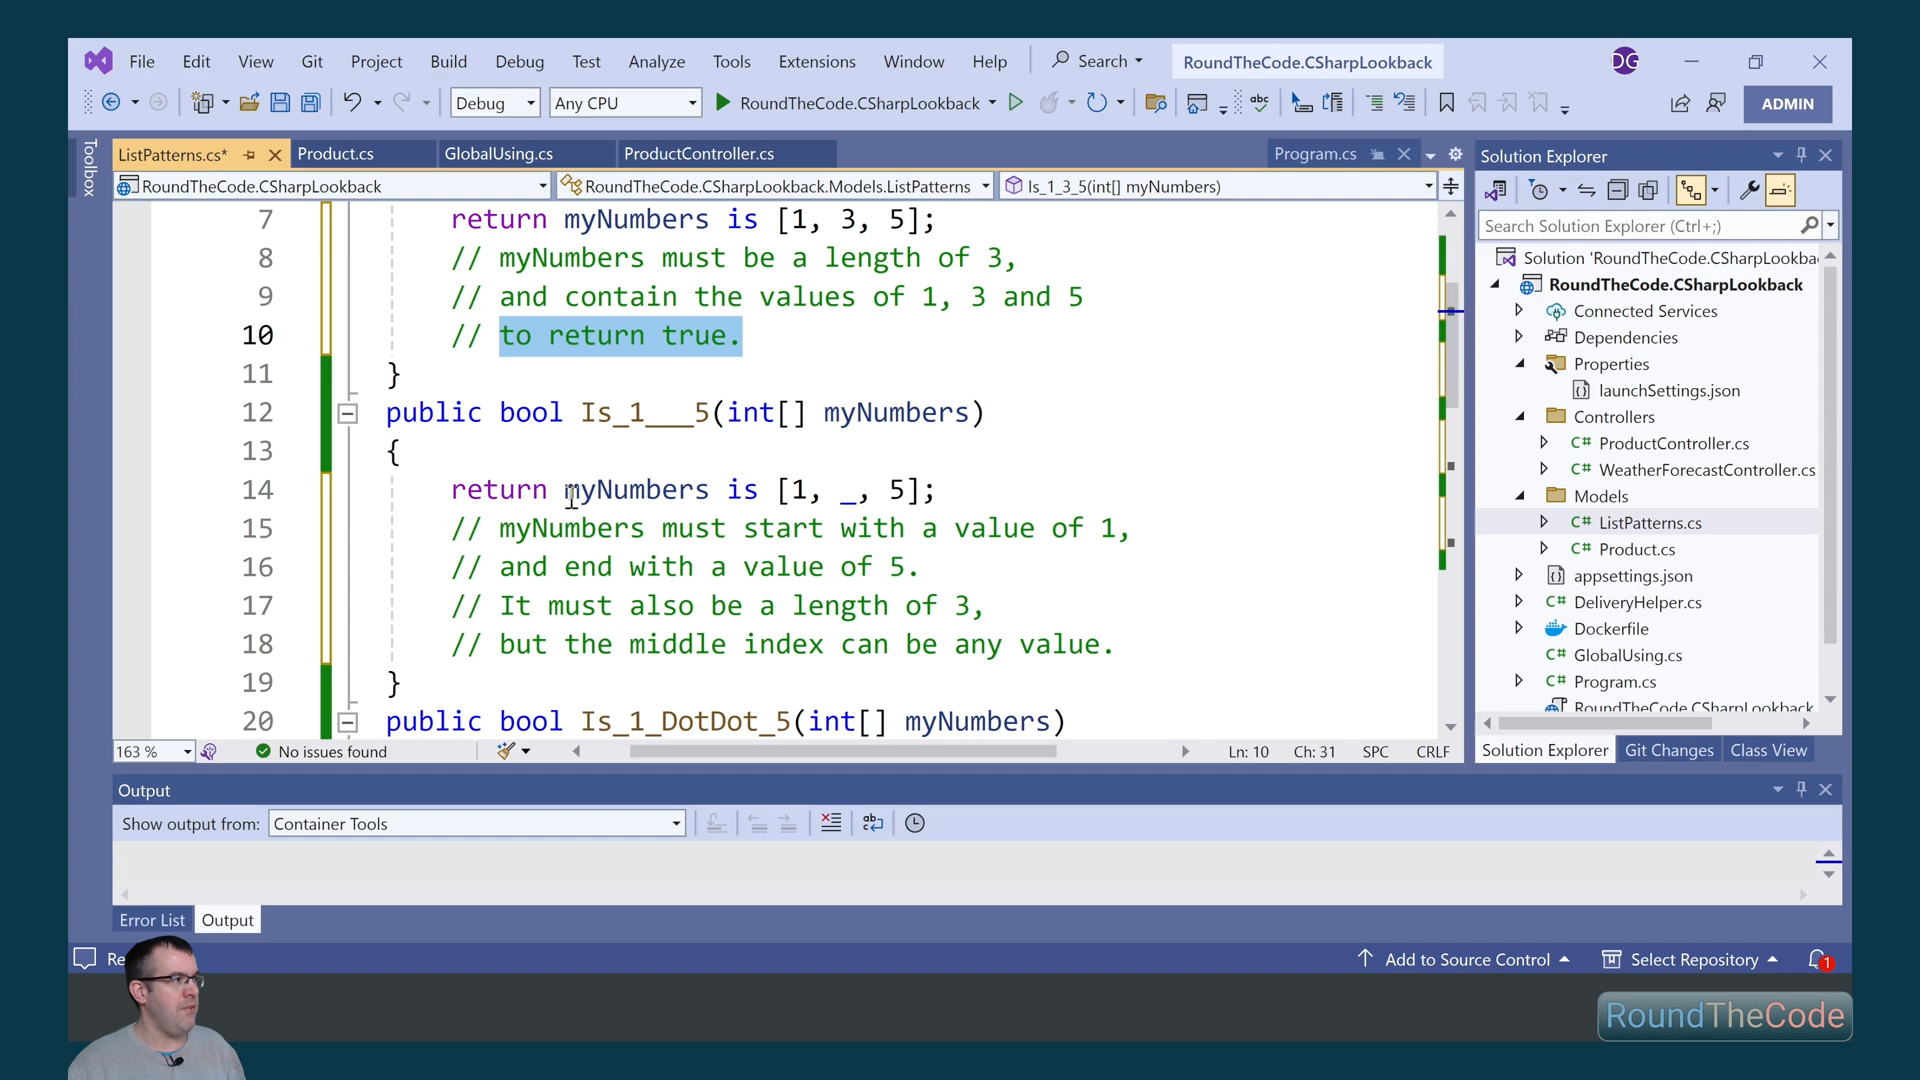 File Edit View Git Project Build Debug Test Analyze Tools Extensions Window Help Search RoundTheCode.CSharpLookback DG
Debug Any CPU RoundTheCode.CSharpLookback ADMIN
Toolbox
ListPatterns.cs* Product.cs GlobalUsing.cs ProductController.cs Program.cs
RoundTheCode.CSharpLookback RoundTheCode.CSharpLookback.Models.ListPatterns Is_1_3_5(int[] myNumbers)
7 return myNumbers is [1, 3, 5];
8 // myNumbers must be a length of 3,
9 // and contain the values of 1, 3 and 5
10 // to return true.
11 }
12 public bool Is_1___5(int[] myNumbers)
13 {
14 return myNumbers is [1, _, 5];
15 // myNumbers must start with a value of 1,
16 // and end with a value of 5.
17 // It must also be a length of 3,
18 // but the middle index can be any value.
19 }
20 public bool Is_1_DotDot_5(int[] myNumbers)
163 % No issues found Ln: 10 Ch: 31 SPC CRLF
Solution Explorer
Search Solution Explorer (Ctrl+;)
Solution 'RoundTheCode.CSharpLookba
RoundTheCode.CSharpLookback
Connected Services
Dependencies
Properties
launchSettings.json
Controllers
C# ProductController.cs
C# WeatherForecastController.cs
Models
C# ListPatterns.cs
C# Product.cs
appsettings.json
C# DeliveryHelper.cs
Dockerfile
C# GlobalUsing.cs
C# Program.cs
RoundTheCode.CSharpLookback
Solution Explorer Git Changes Class View
Output
Show output from: Container Tools
Error List Output
Re Add to Source Control Select Repository 1
RoundTheCode